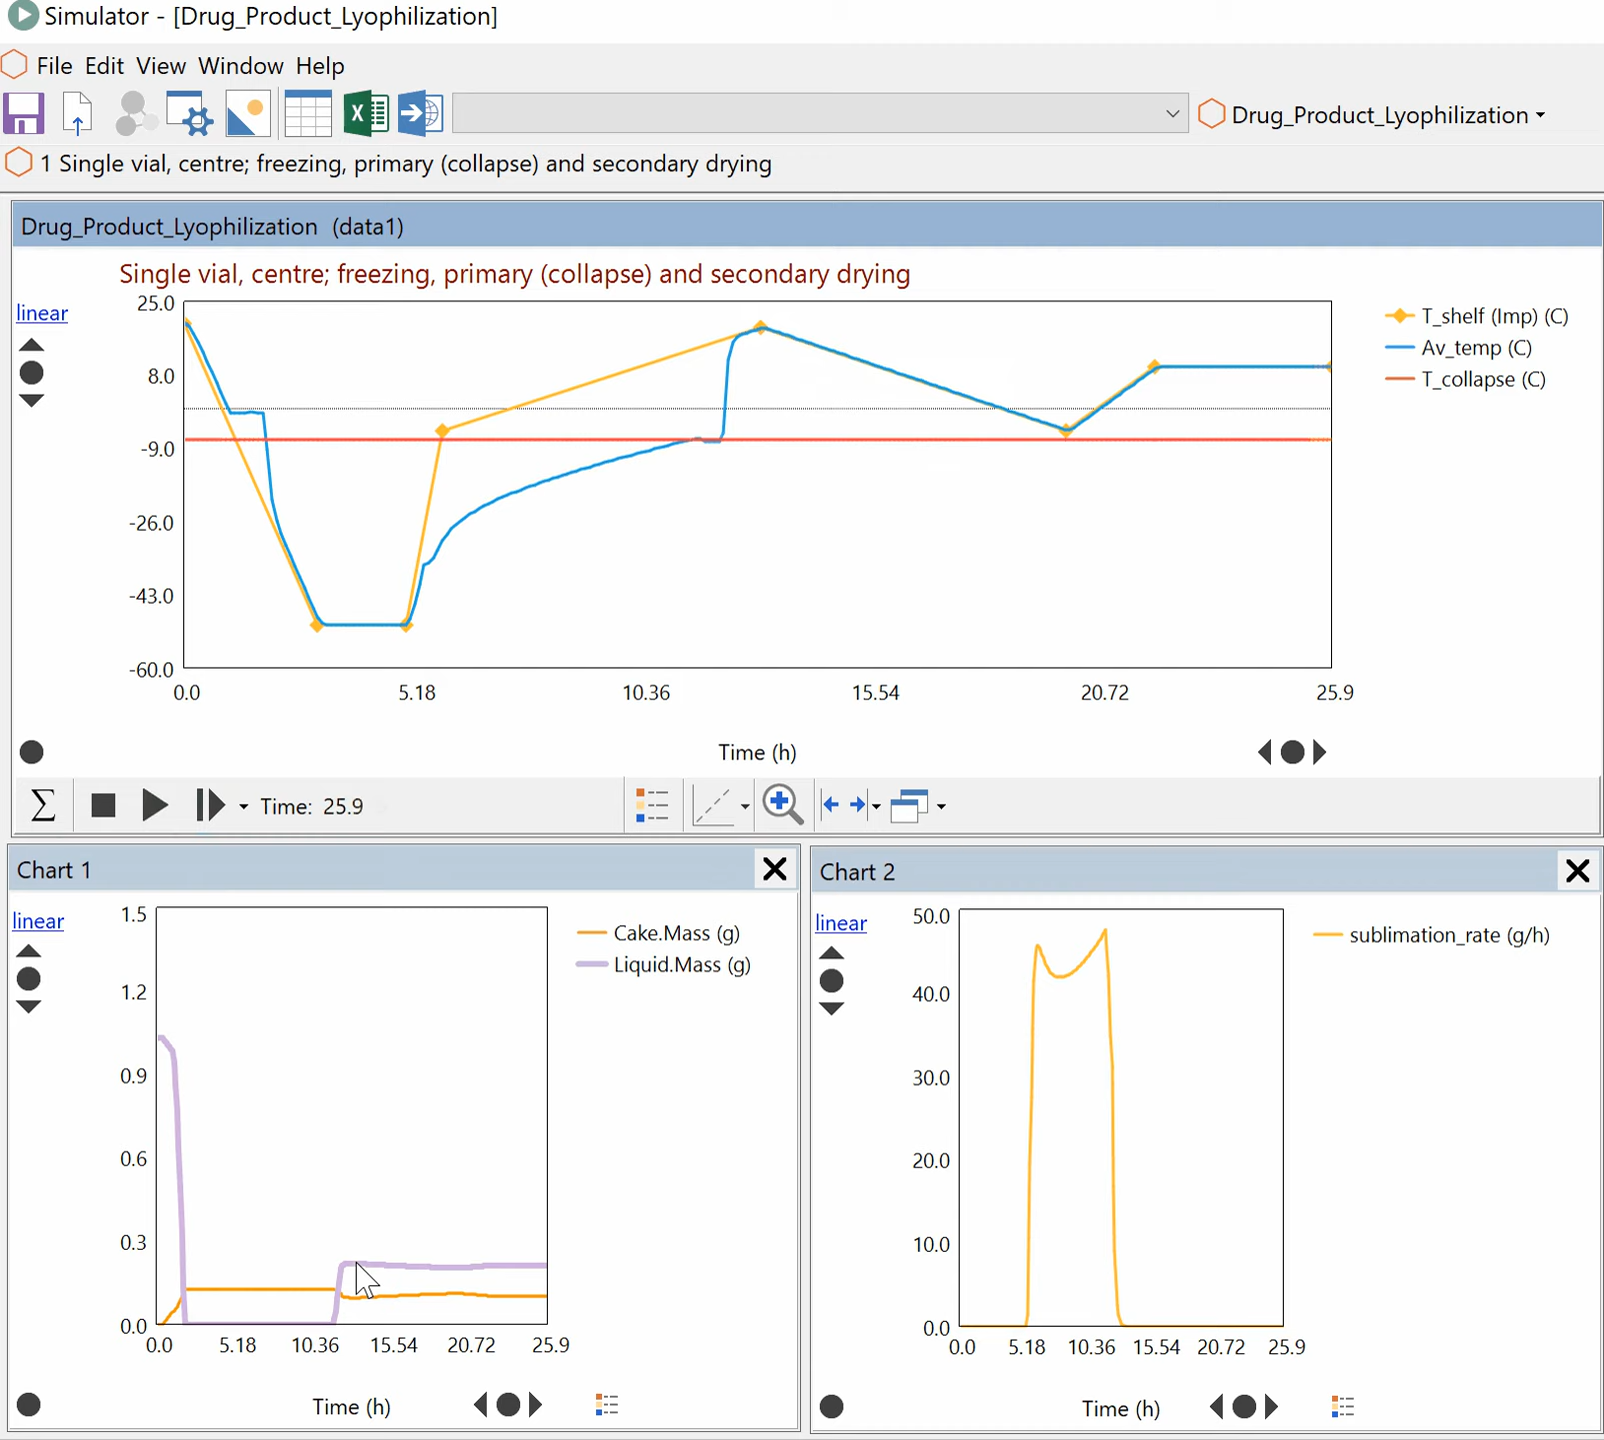 Simulator - [Drug_Product_Lyophilization]
File Edit View Window Help
Drug_Product_Lyophilization
1 Single vial, centre; freezing, primary (collapse) and secondary drying
Drug_Product_Lyophilization (data1)
Single vial, centre; freezing, primary (collapse) and secondary drying
linear
25.0
8.0
-9.0
-26.0
-43.0
-60.0
0.0 5.18 10.36 15.54 20.72 25.9
Time (h)
T_shelf (Imp) (C)
Av_temp (C)
T_collapse (C)
Time: 25.9
Chart 1
linear
1.5
1.2
0.9
0.6
0.3
0.0
0.0 5.18 10.36 15.54 20.72 25.9
Time (h)
Cake.Mass (g)
Liquid.Mass (g)
Chart 2
linear
50.0
40.0
30.0
20.0
10.0
0.0
0.0 5.18 10.36 15.54 20.72 25.9
Time (h)
sublimation_rate (g/h)